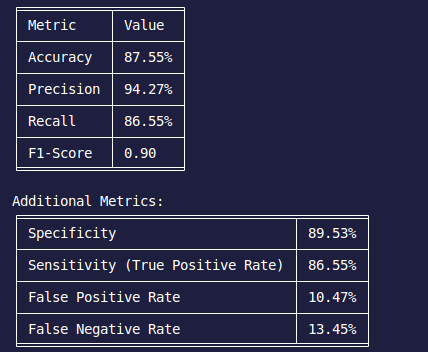 Metric Value
Accuracy 87.55%
Precision 94.27%
Recall 86.55%
F1-Score 0.90
Additional Metrics:
Specificity 89.53%
Sensitivity (True Positive Rate) 86.55%
False Positive Rate 10.47%
False Negative Rate 13.45%